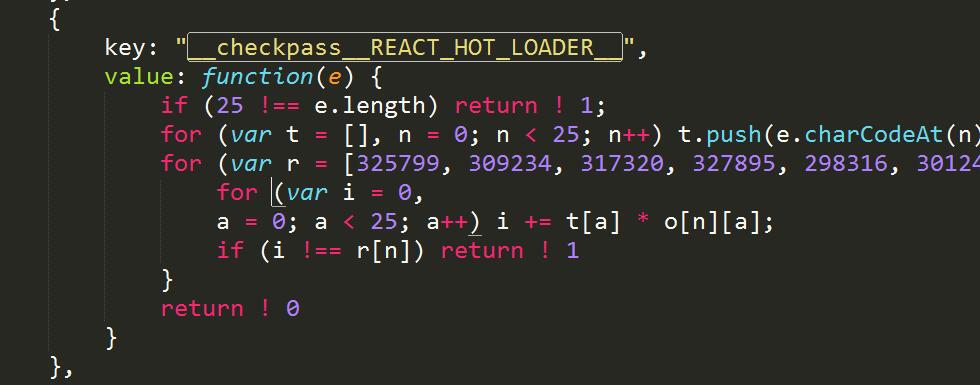 {
key: "__checkpass__REACT_HOT_LOADER__",
value: function(e) {
if (25 !== e.length) return ! 1;
for (var t = [], n = 0; n < 25; n++) t.push(e.charCodeAt(n)
for (var r = [325799, 309234, 317320, 327895, 298316, 30124
for (var i = 0,
a = 0; a < 25; a++) i += t[a] * o[n][a];
if (i !== r[n]) return ! 1
}
return ! 0
}
},